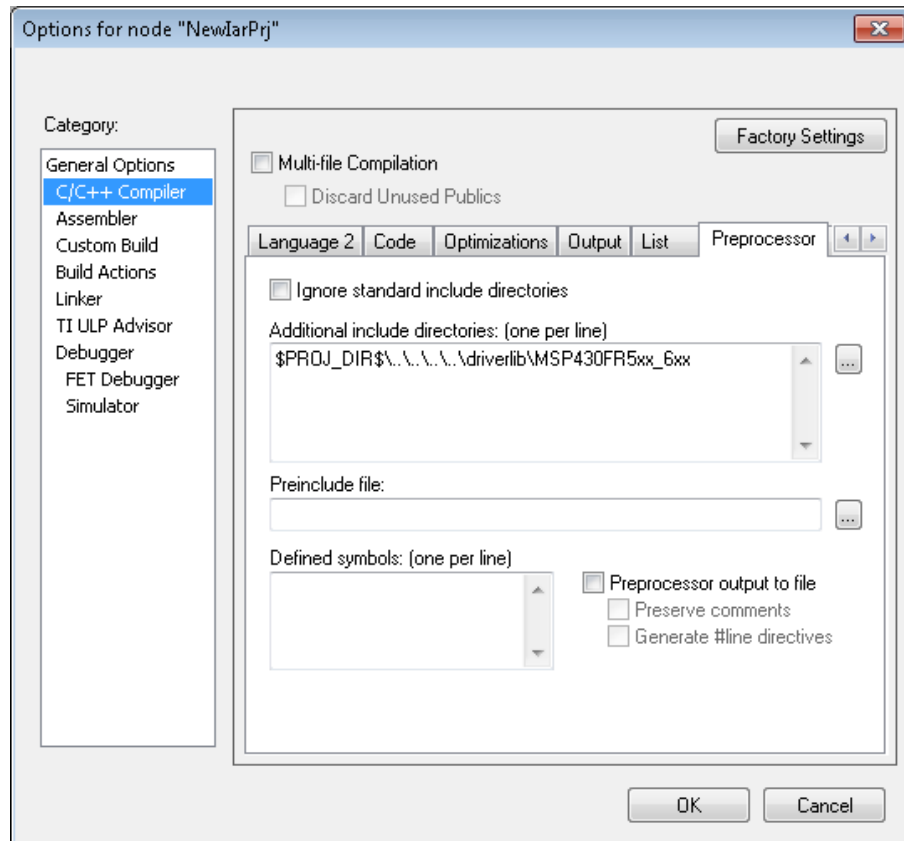 Options for node "NewIarPrj"
Category:
General Options
C/C++ Compiler
Assembler
Custom Build
Build Actions
Linker
TI ULP Advisor
Debugger
FET Debugger
Simulator
Factory Settings
Multi-file Compilation
Discard Unused Publics
Language 2 Code Optimizations Output List Preprocessor
Ignore standard include directories
Additional include directories: (one per line)
$PROJ_DIR$\..\..\..\..\driverlib\MSP430FR5xx_6xx
...
Preinclude file:
...
Defined symbols: (one per line)
Preprocessor output to file
Preserve comments
Generate #line directives
OK Cancel